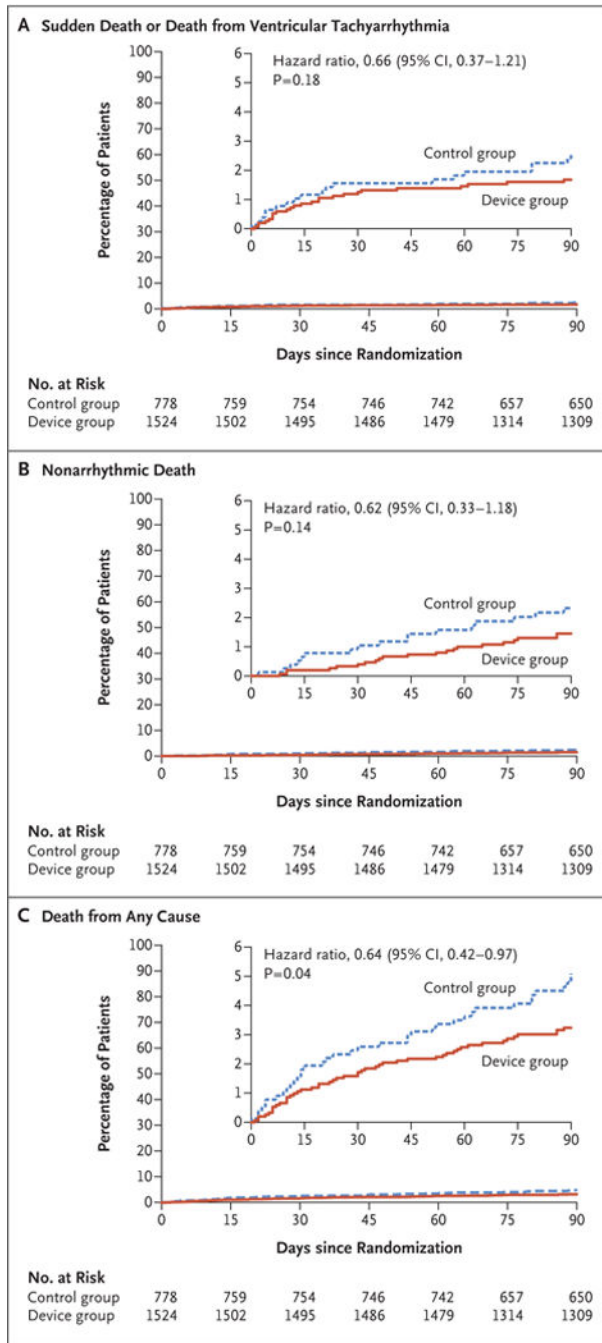 A Sudden Death or Death from Ventricular Tachyarrhythmia
Percentage of Patients
100
90
80
70
60
50
40
30
20
10
0
0 15 30 45 60 75 90
6
5
4
3
2
1
0
0 15 30 45 60 75 90
Hazard ratio, 0.66 (95% CI, 0.37–1.21)
P=0.18
Control group
Device group
Days since Randomization
No. at Risk
Control group 778 759 754 746 742 657 650
Device group 1524 1502 1495 1486 1479 1314 1309
B Nonarrhythmic Death
Percentage of Patients
100
90
80
70
60
50
40
30
20
10
0
0 15 30 45 60 75 90
6
5
4
3
2
1
0
0 15 30 45 60 75 90
Hazard ratio, 0.62 (95% CI, 0.33–1.18)
P=0.14
Control group
Device group
Days since Randomization
No. at Risk
Control group 778 759 754 746 742 657 650
Device group 1524 1502 1495 1486 1479 1314 1309
C Death from Any Cause
Percentage of Patients
100
90
80
70
60
50
40
30
20
10
0
0 15 30 45 60 75 90
6
5
4
3
2
1
0
0 15 30 45 60 75 90
Hazard ratio, 0.64 (95% CI, 0.42–0.97)
P=0.04
Control group
Device group
Days since Randomization
No. at Risk
Control group 778 759 754 746 742 657 650
Device group 1524 1502 1495 1486 1479 1314 1309